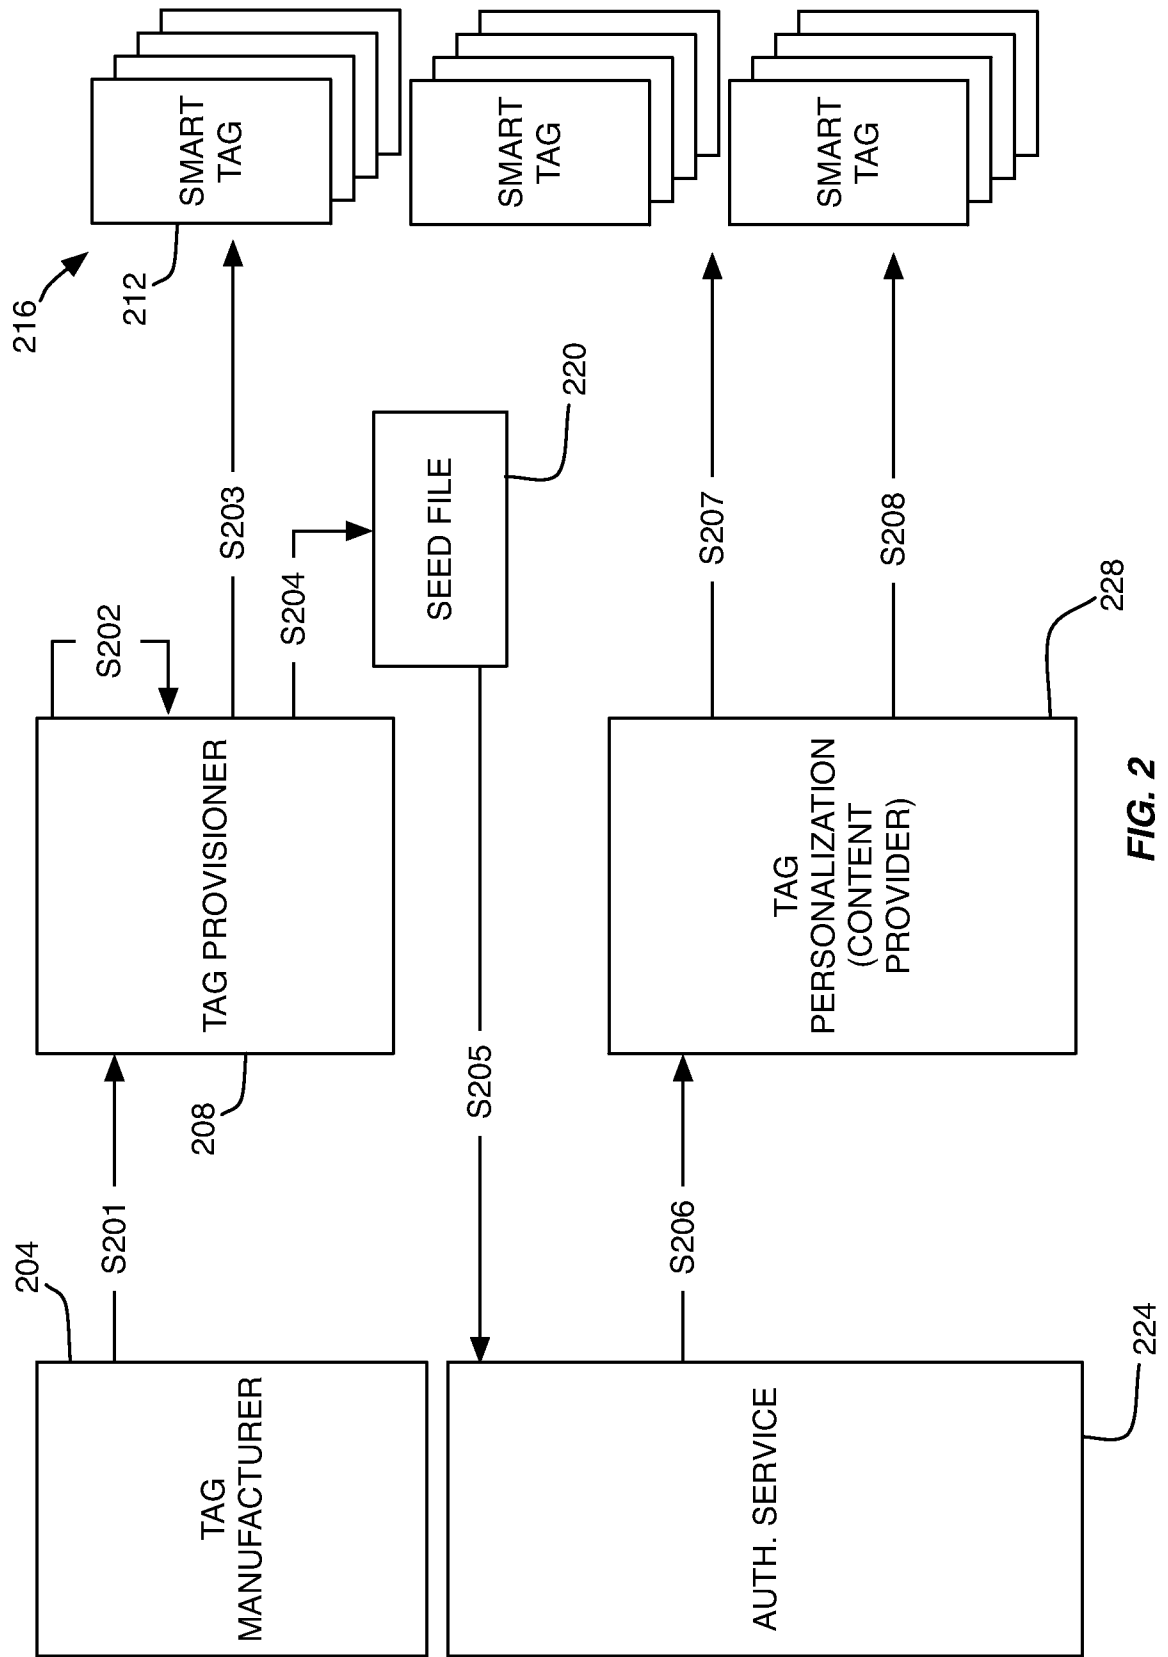 204
TAG
MANUFACTURER
S201
208
TAG PROVISIONER
S202
S203
S204
216
212
SMART
TAG
SEED FILE
220
S205
SMART
TAG
AUTH. SERVICE
224
S206
TAG
PERSONALIZATION
(CONTENT
PROVIDER)
228
S207
S208
SMART
TAG
FIG. 2